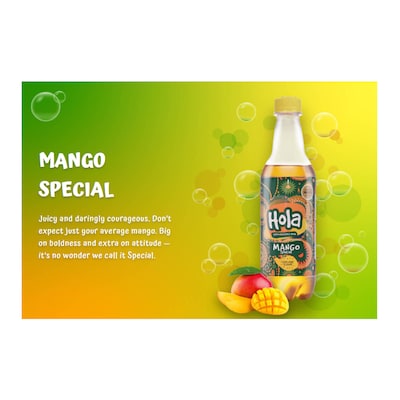 MANGO
SPECIAL
Juicy and daringly courageous. Don't
expect just your average mango. Big
on boldness and extra on attitude —
it's no wonder we call it Special.
Hola
MANGO